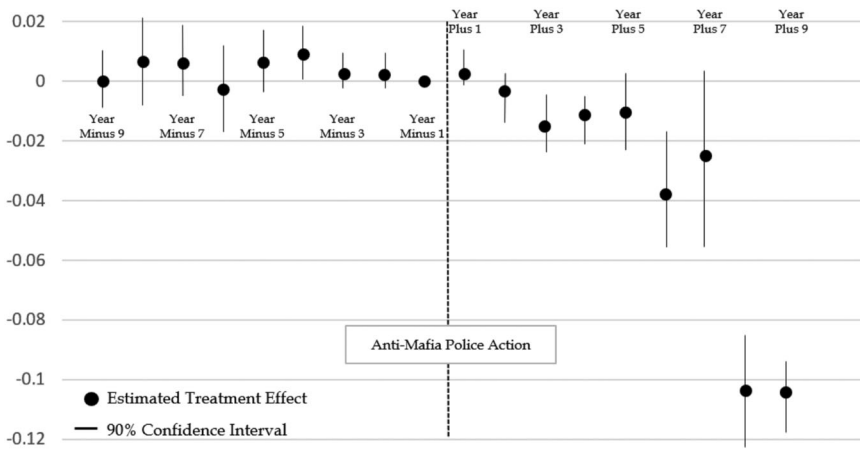 0.02
0
-0.02
-0.04
-0.06
-0.08
-0.1
-0.12
Year
Minus 9
Year
Minus 7
Year
Minus 5
Year
Minus 3
Year
Minus 1
Year
Plus 1
Year
Plus 3
Year
Plus 5
Year
Plus 7
Year
Plus 9
Anti-Mafia Police Action
Estimated Treatment Effect
90% Confidence Interval